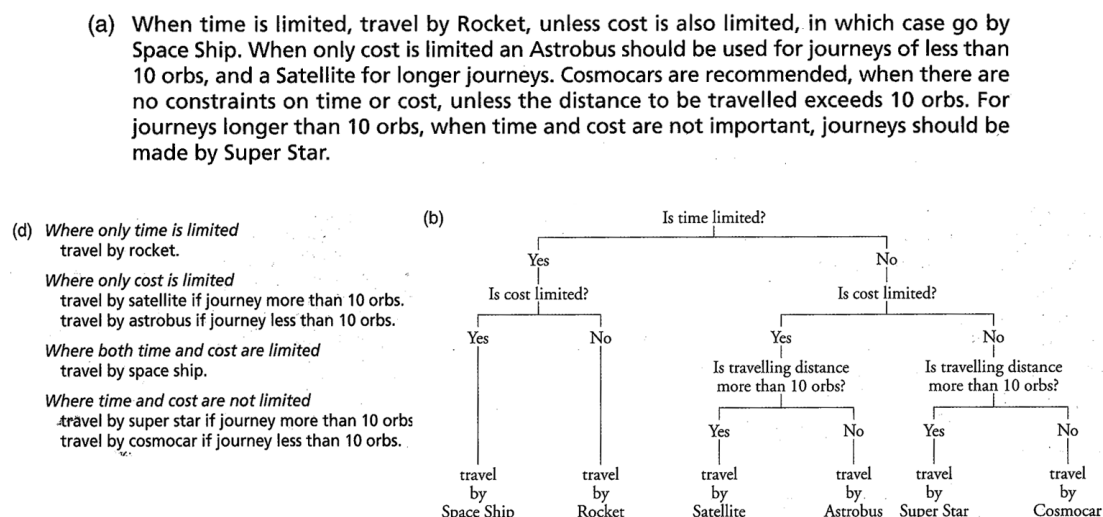 (a) When time is limited, travel by Rocket, unless cost is also limited, in which case go by
Space Ship. When only cost is limited an Astrobus should be used for journeys of less than
10 orbs, and a Satellite for longer journeys. Cosmocars are recommended, when there are
no constraints on time or cost, unless the distance to be travelled exceeds 10 orbs. For
journeys longer than 10 orbs, when time and cost are not important, journeys should be
made by Super Star.
(d) Where only time is limited
travel by rocket.
Where only cost is limited
travel by satellite if journey more than 10 orbs.
travel by astrobus if journey less than 10 orbs.
Where both time and cost are limited
travel by space ship.
Where time and cost are not limited
travel by super star if journey more than 10 orbs
travel by cosmocar if journey less than 10 orbs.
(b)
Is time limited?
Yes No
Is cost limited? Is cost limited?
Yes No Yes No
Is travelling distance Is travelling distance
more than 10 orbs? more than 10 orbs?
Yes No Yes No
travel travel travel travel travel travel
by by by by. by by
Space Ship Rocket Satellite Astrobus Super Star Cosmocar